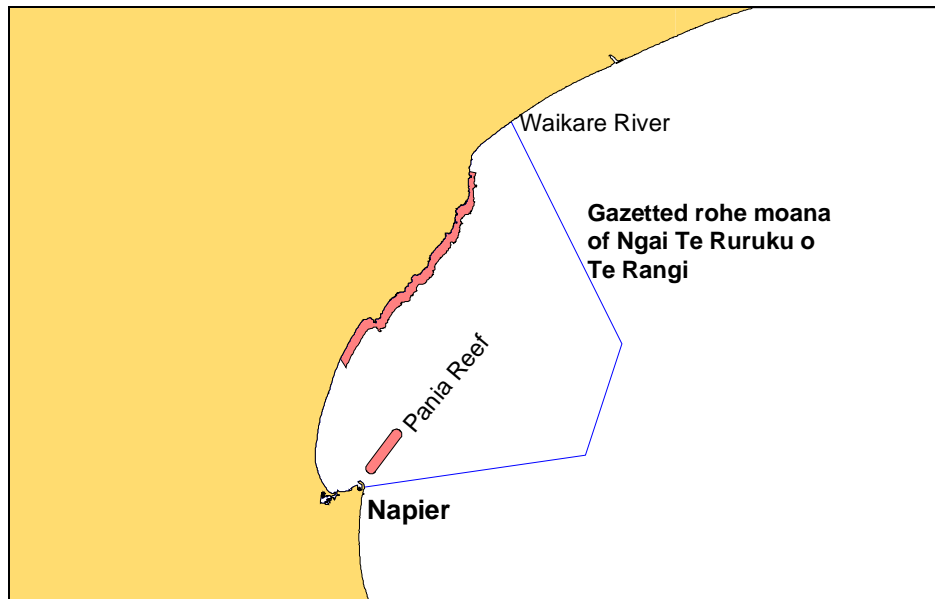 Waikare River
Gazetted rohe moana
of Ngai Te Ruruku o
Te Rangi
Pania Reef
Napier